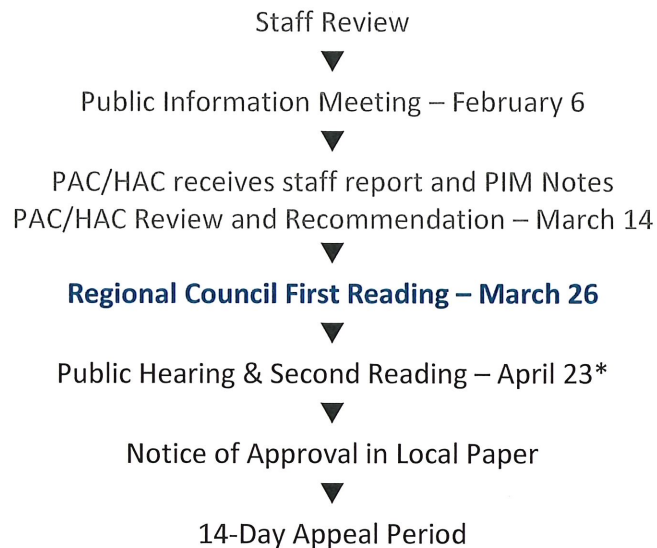 Staff Review
Public Information Meeting – February 6
PAC/HAC receives staff report and PIM Notes
PAC/HAC Review and Recommendation – March 14
Regional Council First Reading – March 26
Public Hearing & Second Reading – April 23*
Notice of Approval in Local Paper
14-Day Appeal Period